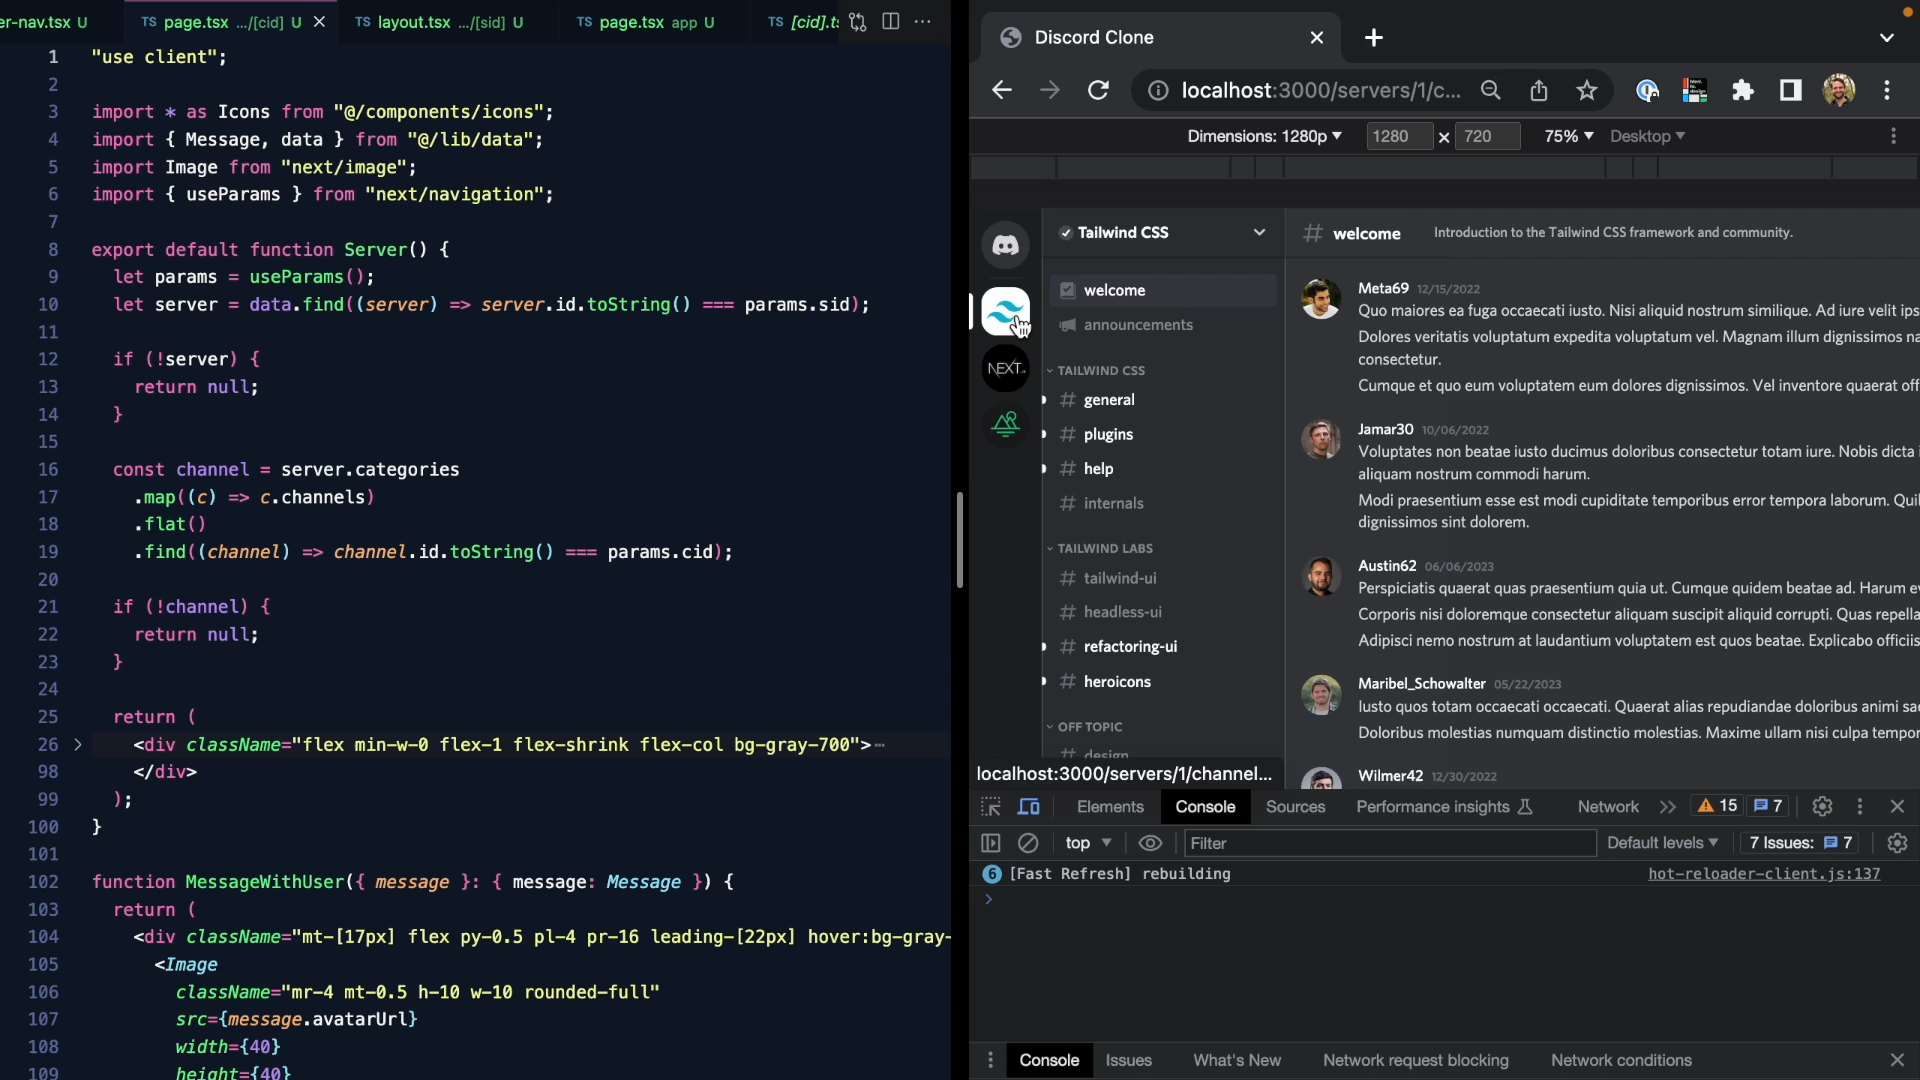 er-nav.tsx U
TS page.tsx .../[cid] U
TS layout.tsx .../[sid] U
TS page.tsx app U
TS [cid].ts
1 "use client";
2
3 import * as Icons from "@/components/icons";
4 import { Message, data } from "@/lib/data";
5 import Image from "next/image";
6 import { useParams } from "next/navigation";
7
8 export default function Server() {
9 let params = useParams();
10 let server = data.find((server) => server.id.toString() === params.sid);
11
12 if (!server) {
13 return null;
14 }
15
16 const channel = server.categories
17 .map((c) => c.channels)
18 .flat()
19 .find((channel) => channel.id.toString() === params.cid);
20
21 if (!channel) {
22 return null;
23 }
24
25 return (
26 <div className="flex min-w-0 flex-1 flex-shrink flex-col bg-gray-700">
98 </div>
99 );
100 }
101
102 function MessageWithUser({ message }: { message: Message }) {
103 return (
104 <div className="mt-[17px] flex py-0.5 pl-4 pr-16 leading-[22px] hover:bg-gray-
105 <Image
106 className="mr-4 mt-0.5 h-10 w-10 rounded-full"
107 src={message.avatarUrl}
108 width={40}
109 height={40}
Discord Clone
localhost:3000/servers/1/c...
Dimensions: 1280p
1280 × 720
75%
Desktop
Tailwind CSS
# welcome
Introduction to the Tailwind CSS framework and community.
welcome
announcements
NEXT
TAILWIND CSS
# general
# plugins
# help
# internals
TAILWIND LABS
# tailwind-ui
# headless-ui
# refactoring-ui
# heroicons
OFF TOPIC
# design
Meta69 12/15/2022
Quo maiores ea fuga occaecati iusto. Nisi aliquid nostrum similique. Ad iure velit ips
Dolores veritatis voluptatum expedita voluptatum vel. Magnam illum dignissimos na
consectetur.
Cumque et quo eum voluptatem eum dolores dignissimos. Vel inventore quaerat off
Jamar30 10/06/2022
Voluptates non beatae iusto ducimus doloribus consectetur totam iure. Nobis dicta i
aliquam nostrum commodi harum.
Modi praesentium esse est modi cupiditate temporibus error tempora laborum. Qui
dignissimos sint dolorem.
Austin62 06/06/2023
Perspiciatis quaerat quas praesentium quia ut. Cumque quidem beatae ad. Harum ev
Corporis nisi doloremque consectetur aliquam suscipit aliquid corrupti. Quas repella
Adipisci nemo nostrum at laudantium voluptatem est quos beatae. Explicabo officiis
Maribel_Schowalter 05/22/2023
Iusto quos totam occaecati occaecati. Quaerat alias repudiandae doloribus animi sae
Doloribus molestias numquam distinctio molestias. Maxime ullam nisi culpa tempor
Wilmer42 12/30/2022
localhost:3000/servers/1/channel...
Elements
Console
Sources
Performance insights
Network
15
7
top
Filter
Default levels
7 Issues: 7
6 [Fast Refresh] rebuilding
hot-reloader-client.js:137
Console
Issues
What's New
Network request blocking
Network conditions